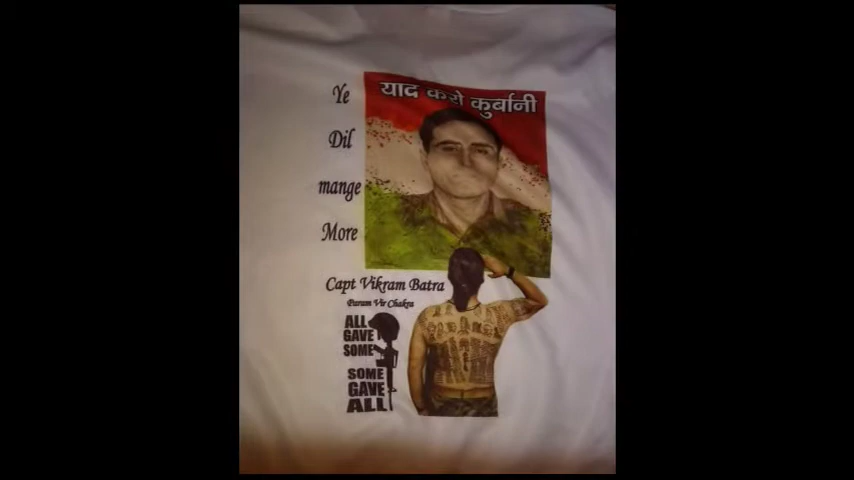 याद करो कुर्बानी
Ye
Dil
mange
More
Capt Vikram Batra
Param Vir Chakra
ALL
GAVE
SOME
SOME
GAVE
ALL